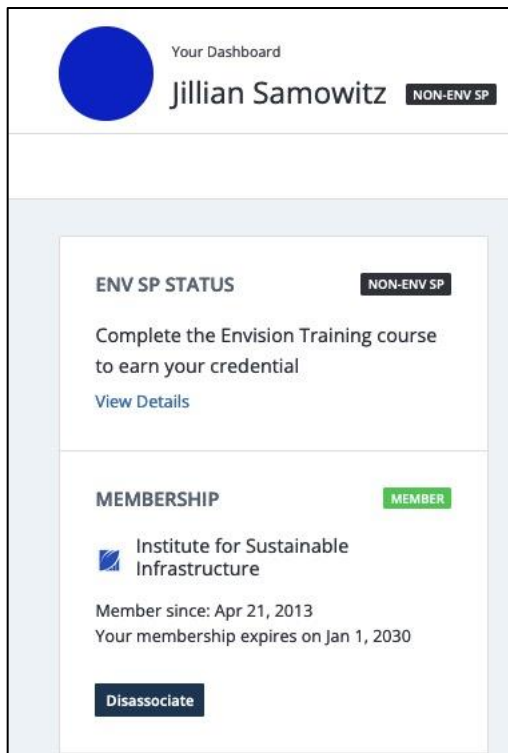 Your Dashboard
Jillian Samowitz NON-ENV SP
ENV SP STATUS NON-ENV SP
Complete the Envision Training course
to earn your credential
View Details
MEMBERSHIP MEMBER
Institute for Sustainable
Infrastructure
Member since: Apr 21, 2013
Your membership expires on Jan 1, 2030
Disassociate